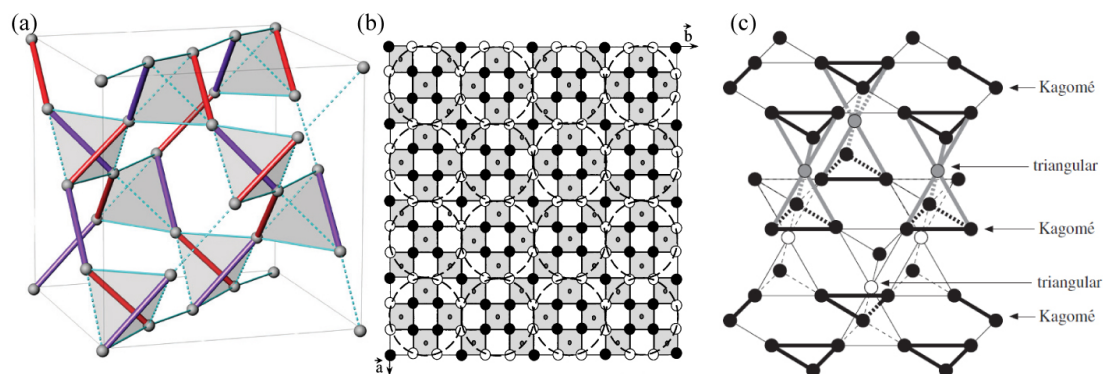 (a)
(b)
b
a
(c)
Kagomé
triangular
Kagomé
triangular
Kagomé